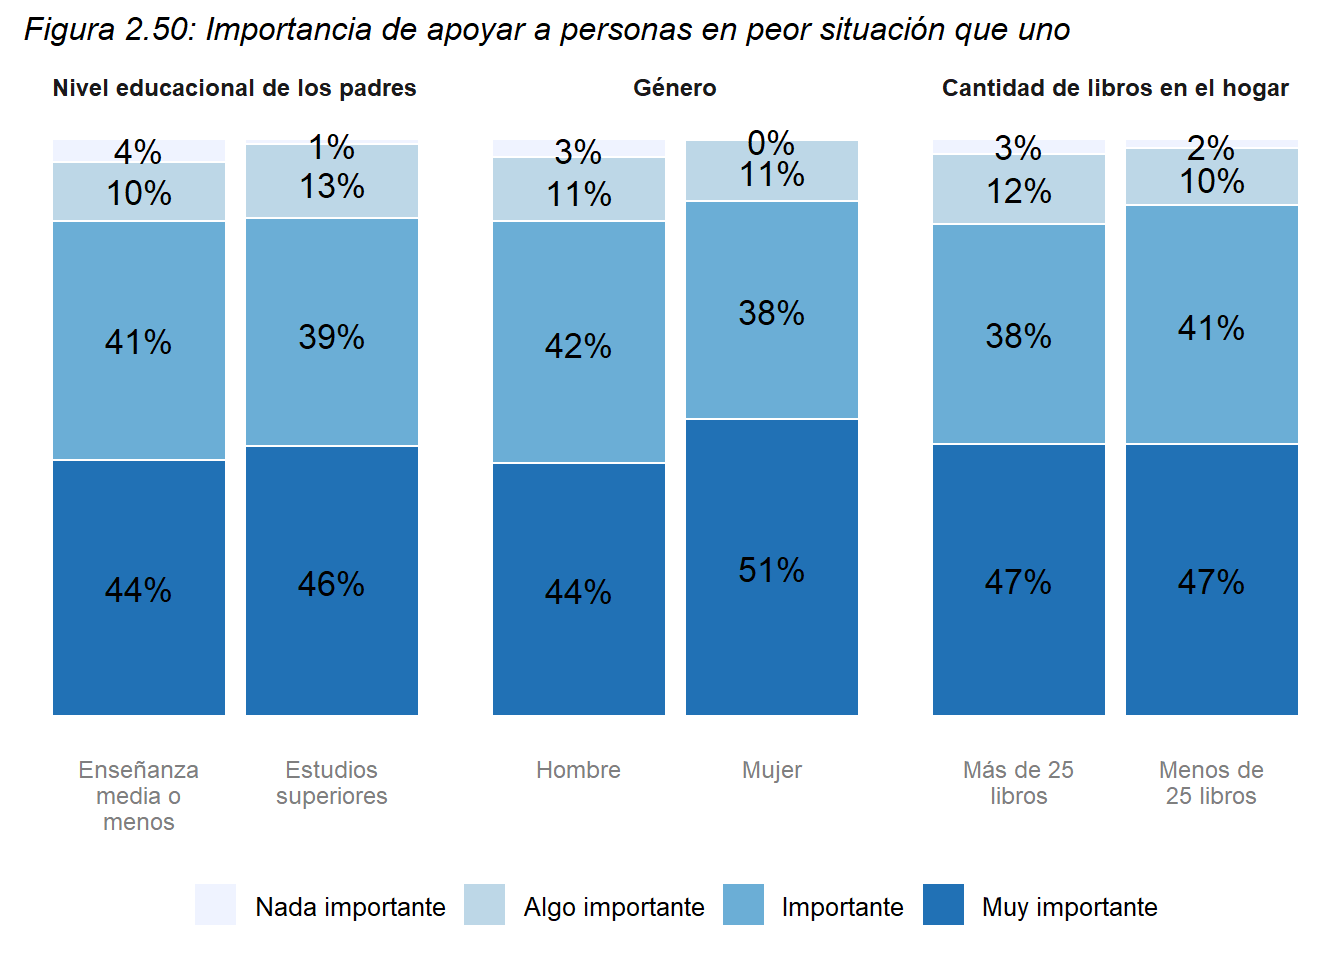 Figura 2.50: Importancia de apoyar a personas en peor situación que uno
Nivel educacional de los padres
4%
1%
10%
13%
41%
39%
44%
46%
Enseñanza
media o
menos
Estudios
superiores
Género
3%
0%
11%
11%
42%
38%
44%
51%
Hombre
Mujer
Cantidad de libros en el hogar
3%
2%
12%
10%
38%
41%
47%
47%
Más de 25
libros
Menos de
25 libros
Nada importante
Algo importante
Importante
Muy importante